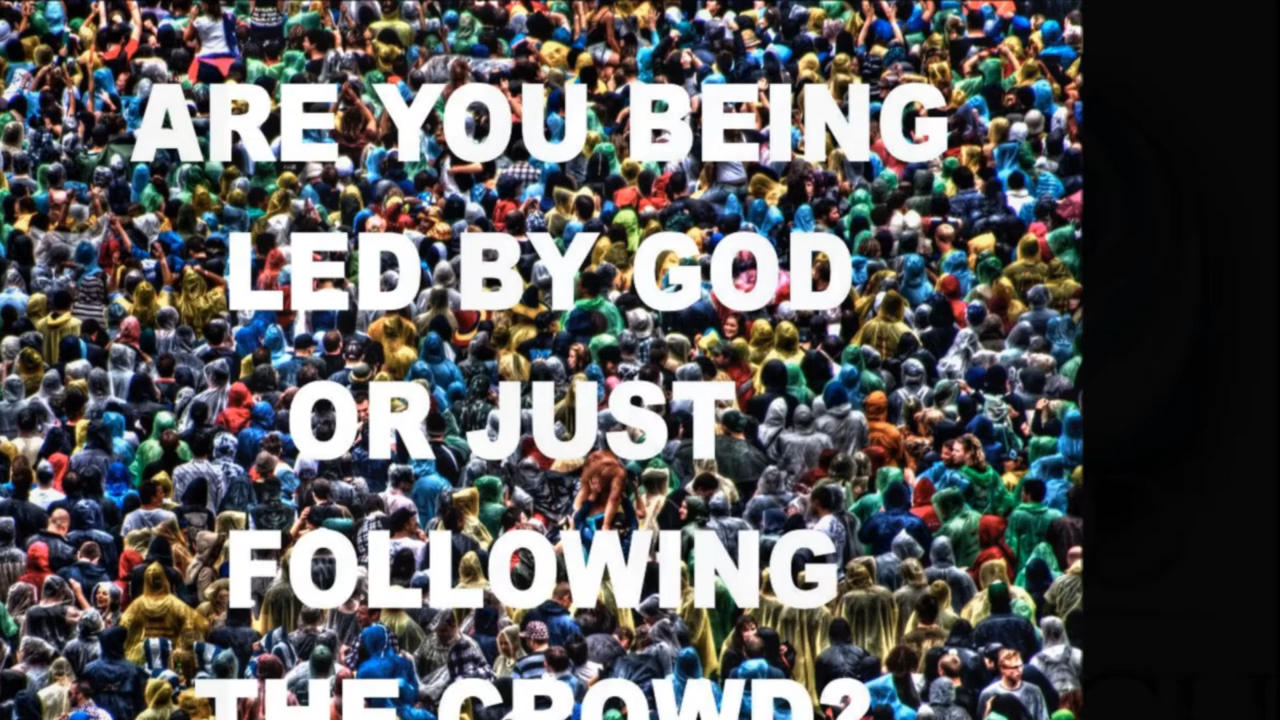 ARE YOU BEING
LED BY GOD
OR JUST
FOLLOWING
THE CROWD?